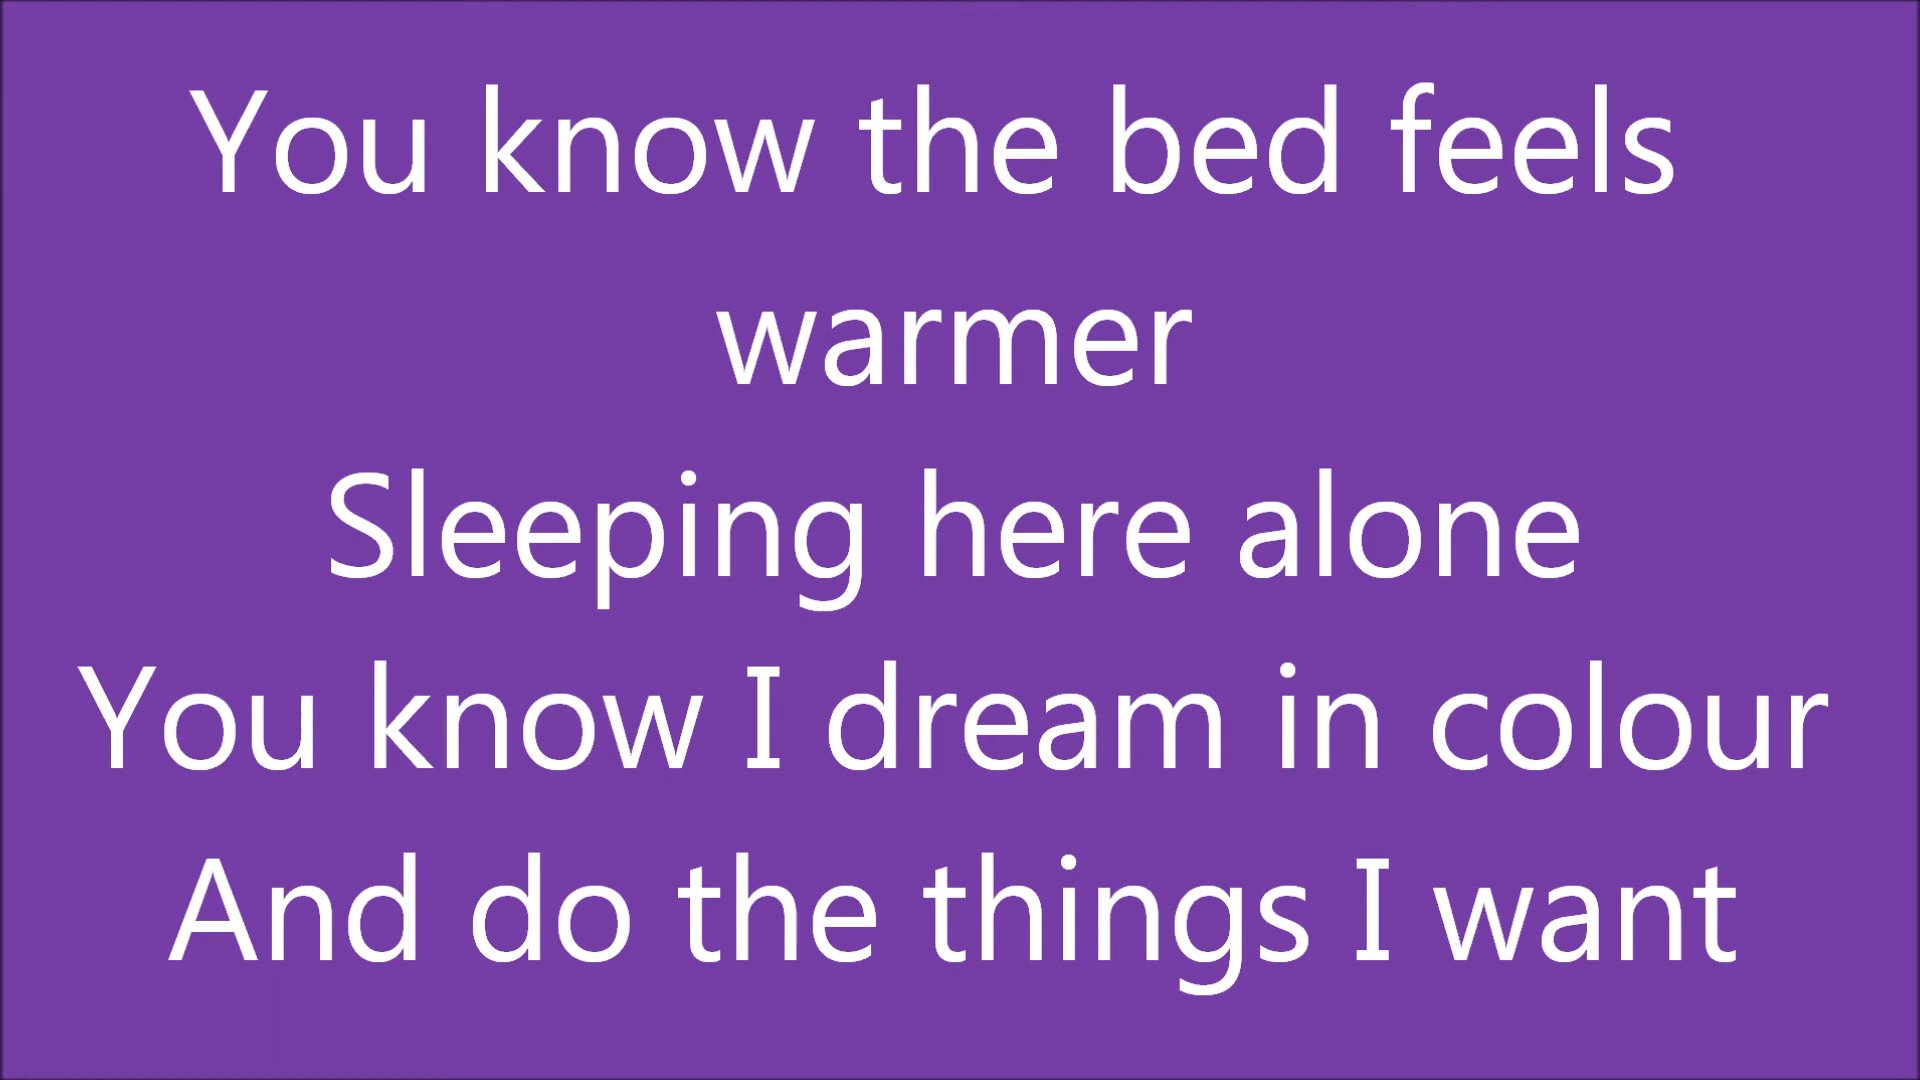 You know the bed feels
warmer
Sleeping here alone
You know I dream in colour
And do the things I want